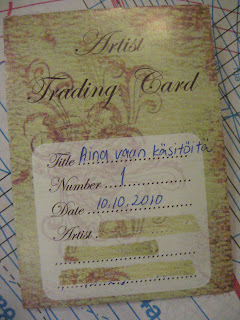 Artist
Trading Card
Title Aina vaan käsitöitä
Number 1
Date 10.10.2010
Artist